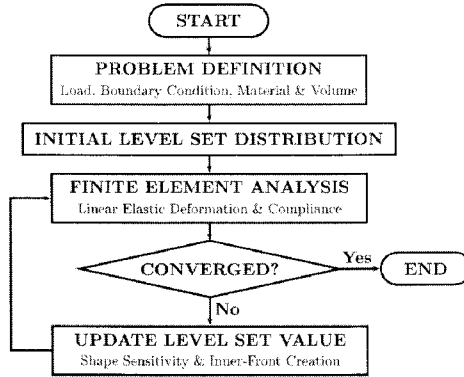 START
PROBLEM DEFINITION
Load, Boundary Condition, Material & Volume
INITIAL LEVEL SET DISTRIBUTION
FINITE ELEMENT ANALYSIS
Linear Elastic Deformation & Compliance
CONVERGED?
Yes
END
No
UPDATE LEVEL SET VALUE
Shape Sensitivity & Inner-Front Creation